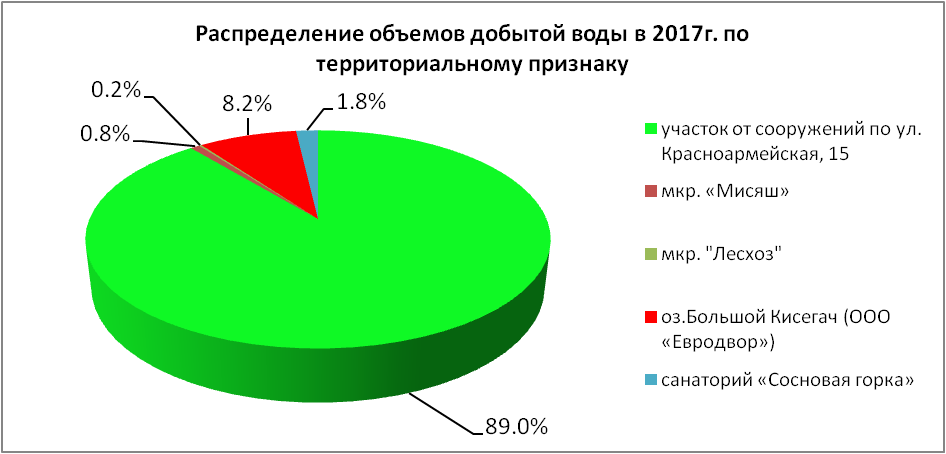 Распределение объемов добытой воды в 2017г. по
территориальному признаку
0.2%
8.2%
1.8%
0.8%
89.0%
участок от сооружений по ул.
Красноармейская, 15
мкр. «Мисяш»
мкр. "Лесхоз"
оз.Большой Кисегач (ООО
«Евродвор»)
санаторий «Сосновая горка»